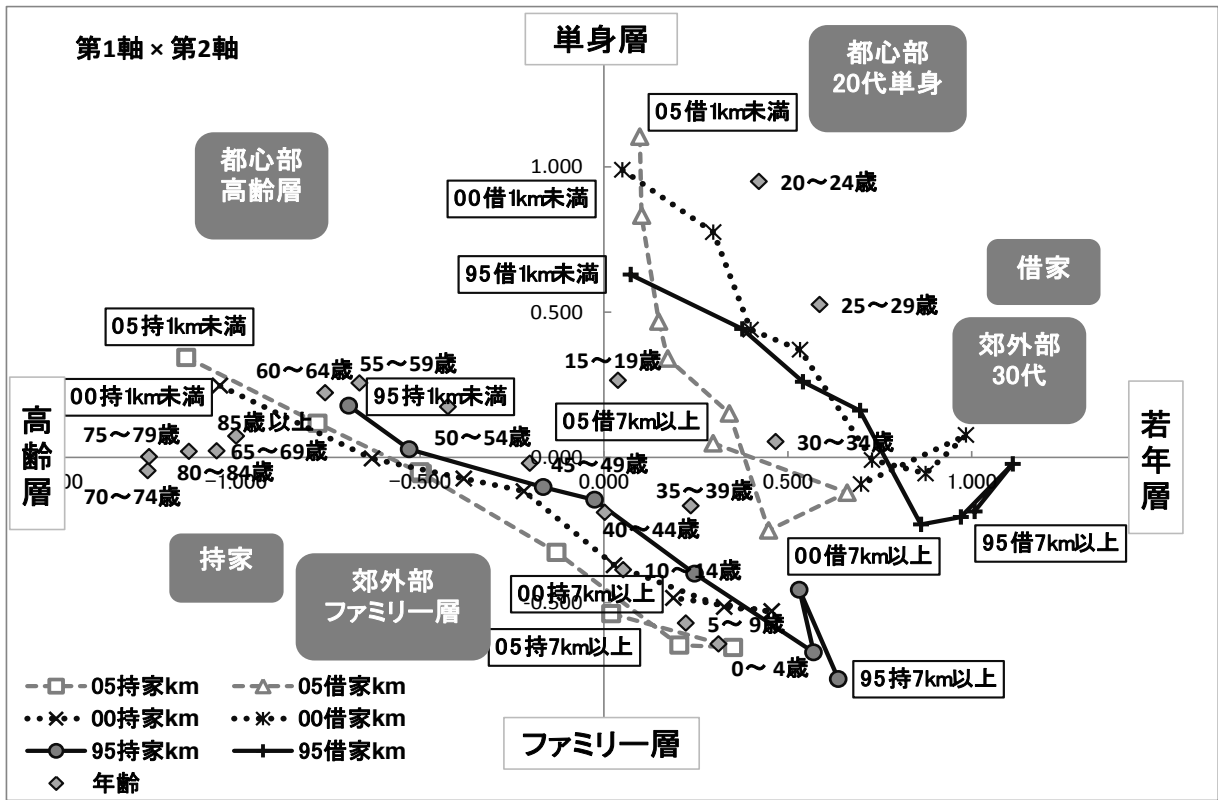 第1軸 × 第2軸
単身層
都心部
20代単身
05借1km未満
都心部
高齢層
1.000
20～24歳
00借1km未満
95借1km未満
借家
25～29歳
0.500
05持1km未満
郊外部
30代
60～64歳
55～59歳
15～19歳
00持1km未満
95持1km未満
高齢層
若年層
85歳以上
05借7km以上
75～79歳
65～69歳
50～54歳
30～34歳
0.000
45～49歳
80～84歳
-1.000
-0.500
0.000
0.500
1.000
70～74歳
35～39歳
40～44歳
00借7km以上
95借7km以上
持家
郊外部
ファミリー層
10～14歳
00持7km以上
-0.500
5～9歳
05持7km以上
0～4歳
95持7km以上
05持家km
05借家km
00持家km
00借家km
95持家km
95借家km
年齢
ファミリー層